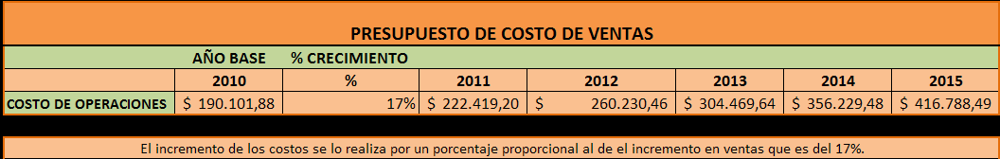 PRESUPUESTO DE COSTO DE VENTAS
AÑO BASE % CRECIMIENTO
2010 % 2011 2012 2013 2014 2015
COSTO DE OPERACIONES $ 190.101,88 17% $ 222.419,20 $ 260.230,46 $ 304.469,64 $ 356.229,48 $ 416.788,49
El incremento de los costos se lo realiza por un porcentaje proporcional al de el incremento en ventas que es del 17%.